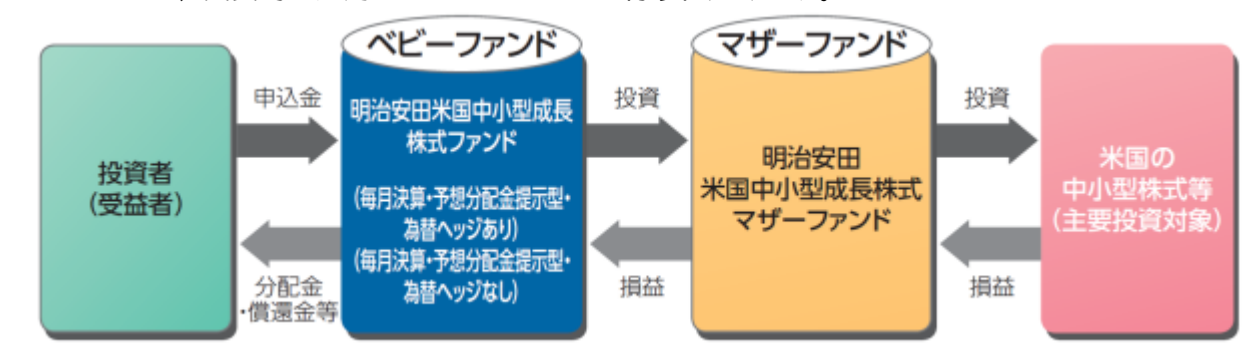 投資者
(受益者)
申込金
分配金
・償還金等
ベビーファンド
明治安田米国中小型成長
株式ファンド
(毎月決算・予想分配金提示型・
為替ヘッジあり)
(毎月決算・予想分配金提示型・
為替ヘッジなし)
投資
損益
マザーファンド
明治安田
米国中小型成長株式
マザーファンド
投資
損益
米国の
中小型株式等
(主要投資対象)